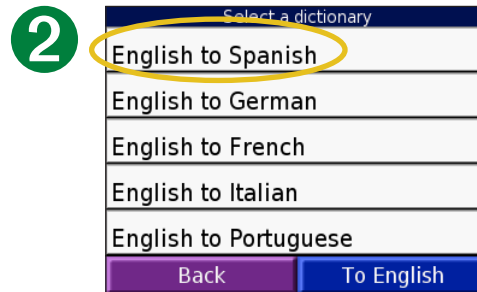 2
Select a dictionary
English to Spanish
English to German
English to French
English to Italian
English to Portuguese
Back To English